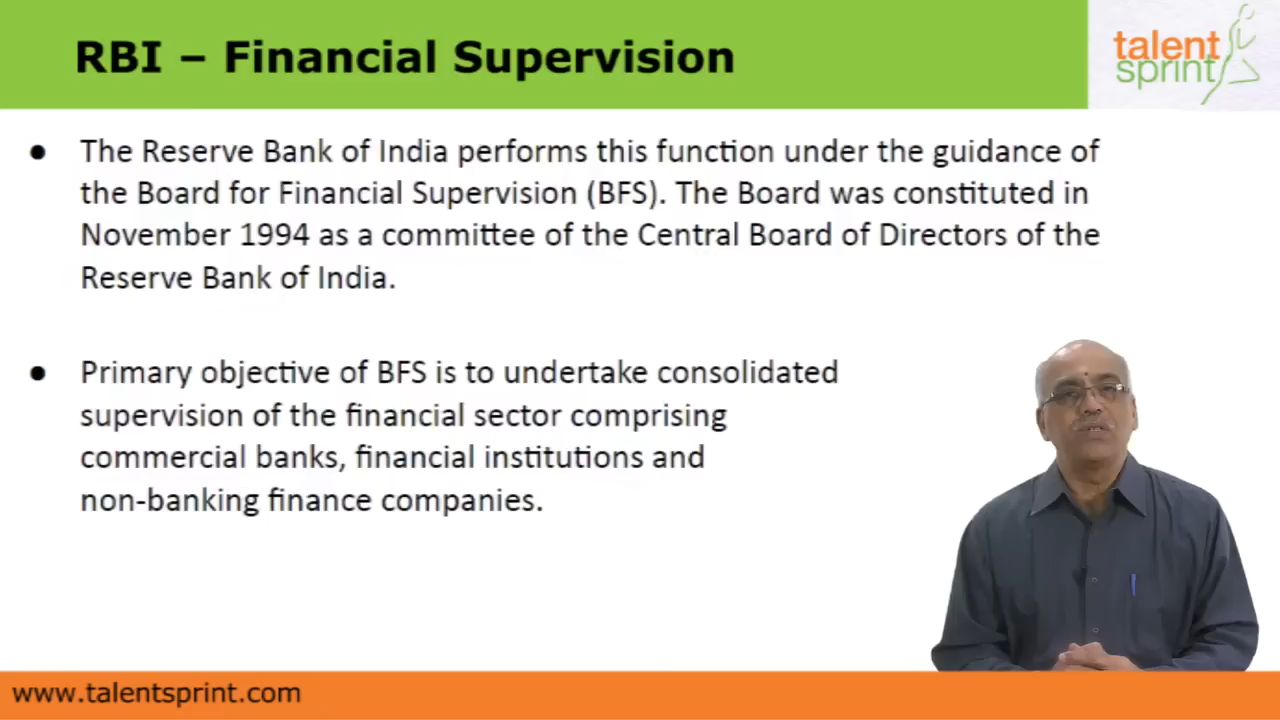 RBI – Financial Supervision
talent
sprint
● The Reserve Bank of India performs this function under the guidance of
the Board for Financial Supervision (BFS). The Board was constituted in
November 1994 as a committee of the Central Board of Directors of the
Reserve Bank of India.
● Primary objective of BFS is to undertake consolidated
supervision of the financial sector comprising
commercial banks, financial institutions and
non-banking finance companies.
www.talentsprint.com